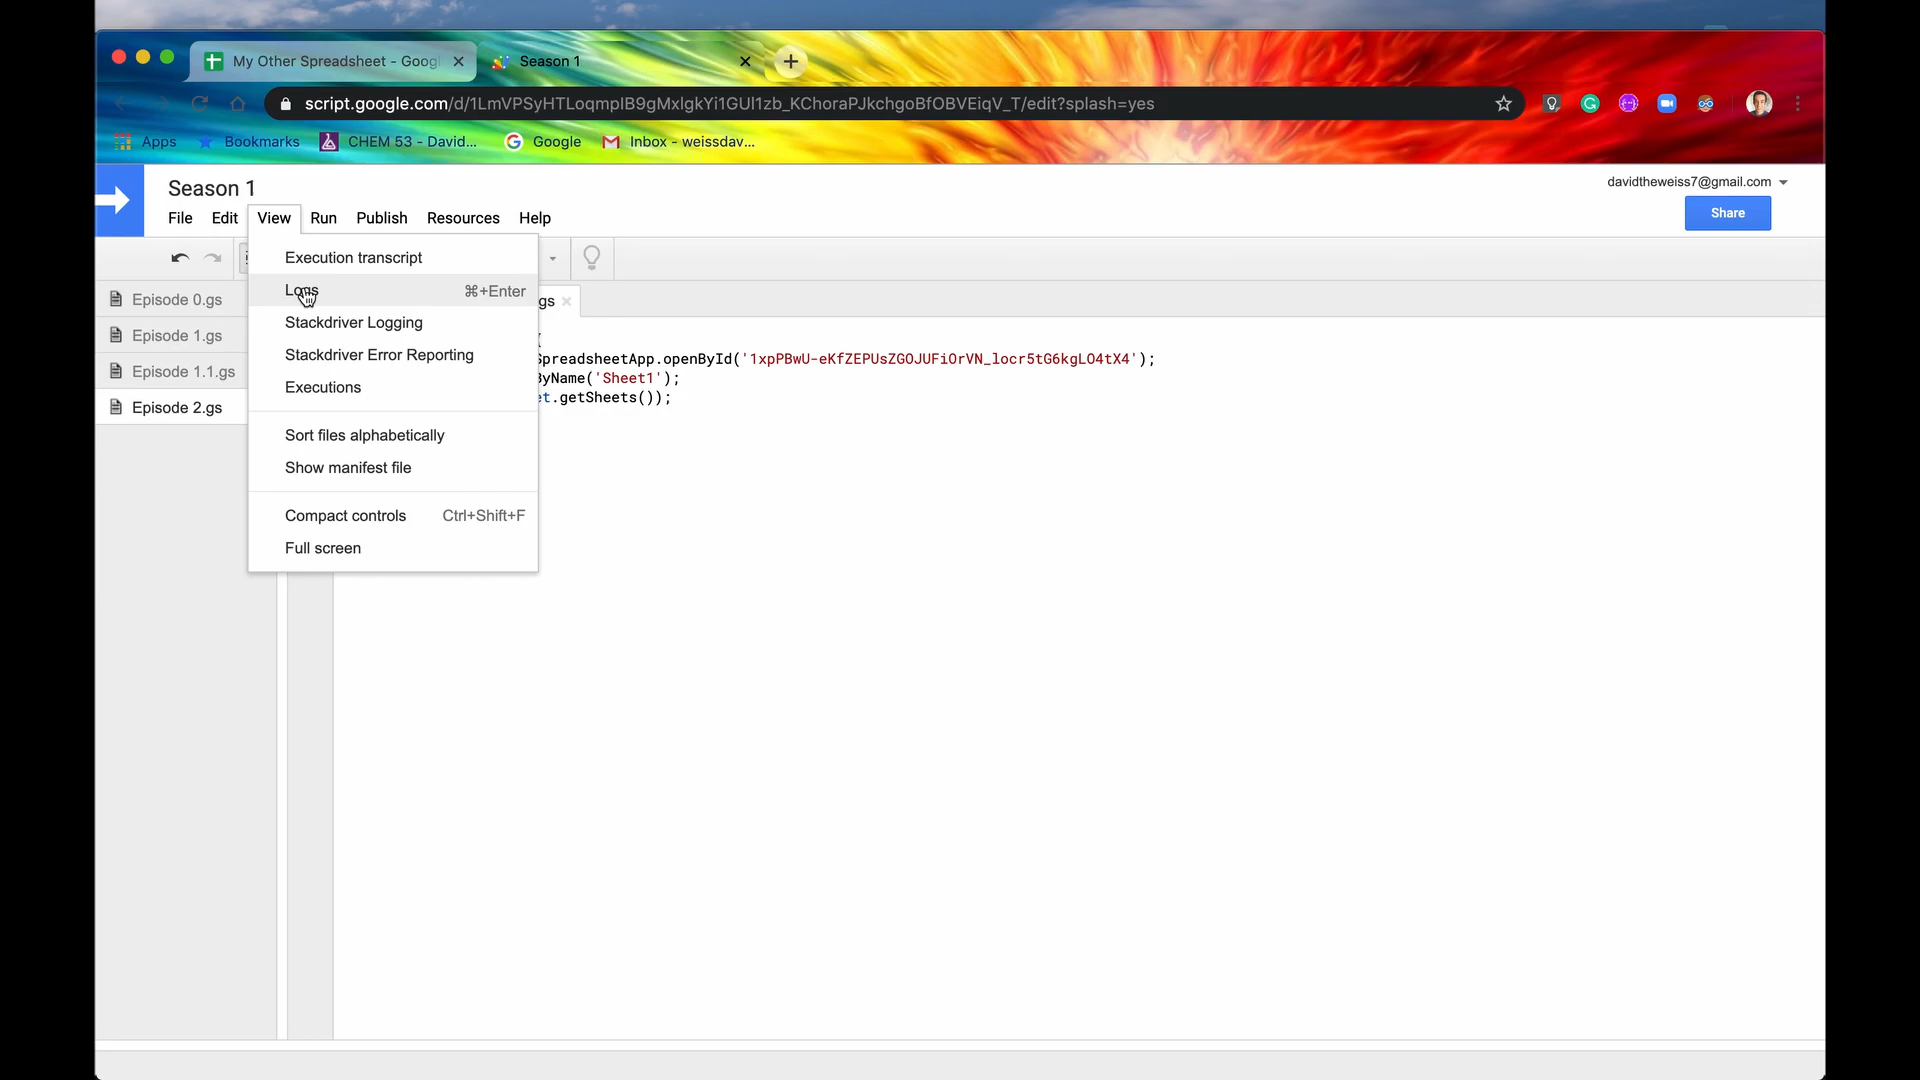 My Other Spreadsheet - Goog
Season 1
script.google.com/d/1LmVPSyHTLoqmpIB9gMxlgkYi1GUl1zb_KChoraPJkchgoBfOBVEiqV_T/edit?splash=yes
Apps
Bookmarks
CHEM 53 - David...
Google
Inbox - weissdav...
Season 1
davidtheweiss7@gmail.com
File Edit View Run Publish Resources Help
Share
Execution transcript
Logs ⌘+Enter
Stackdriver Logging
Stackdriver Error Reporting
Executions
Sort files alphabetically
Show manifest file
Compact controls Ctrl+Shift+F
Full screen
Episode 0.gs
Episode 1.gs
Episode 1.1.gs
Episode 2.gs
gs
{
SpreadsheetApp.openById('1xpPBwU-eKfZEPUsZGOJUFiOrVN_locr5tG6kgLO4tX4');
ByName('Sheet1');
et.getSheets());